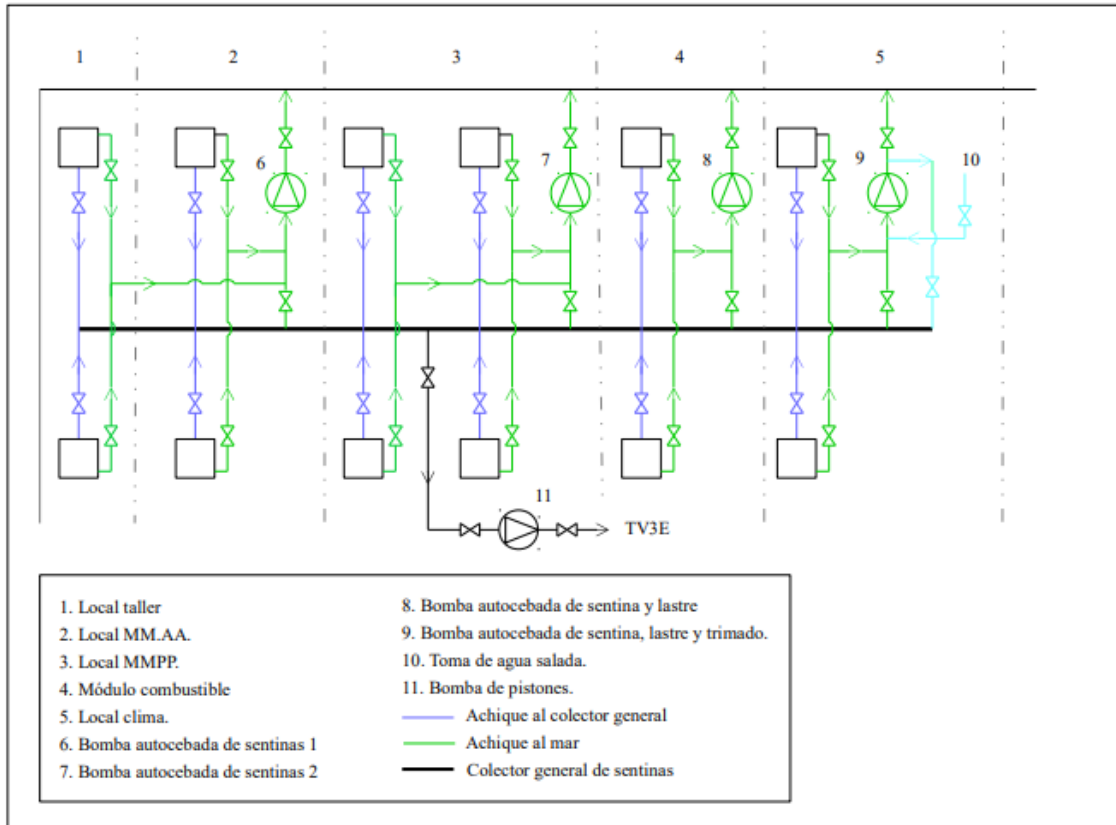 1
2
3
4
5
6
7
8
9
10
11
TV3E
1. Local taller
2. Local MM.AA.
3. Local MMPP.
4. Módulo combustible
5. Local clima.
6. Bomba autocebada de sentinas 1
7. Bomba autocebada de sentinas 2
8. Bomba autocebada de sentina y lastre
9. Bomba autocebada de sentina, lastre y trimado.
10. Toma de agua salada.
11. Bomba de pistones.
Achique al colector general
Achique al mar
Colector general de sentinas